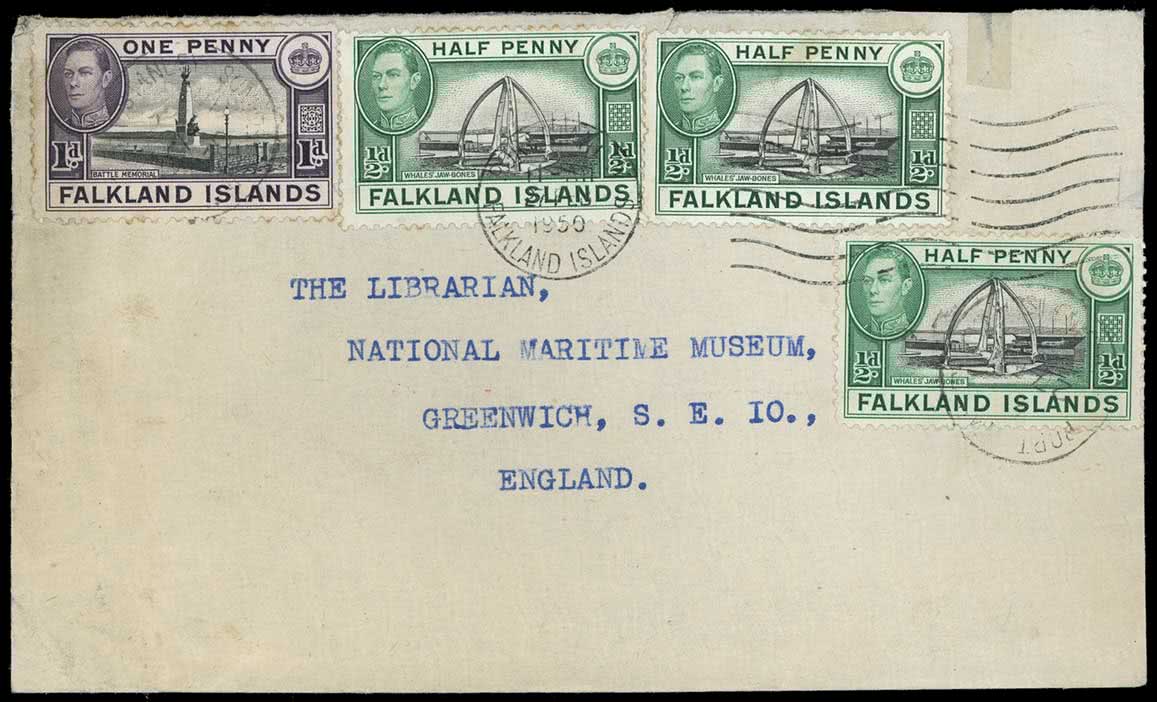 ONE PENNY
1d 1d
BATTLE MEMORIAL
FALKLAND ISLANDS
HALF PENNY
½d ½d
WHALES' JAW-BONES
FALKLAND ISLANDS
HALF PENNY
½d ½d
WHALES' JAW-BONES
FALKLAND ISLANDS
1950
FALKLAND ISLANDS
HALF PENNY
½d ½d
WHALES' JAW-BONES
FALKLAND ISLANDS
PORT
THE LIBRARIAN,
NATIONAL MARITIME MUSEUM,
GREENWICH, S. E. IO.,
ENGLAND.